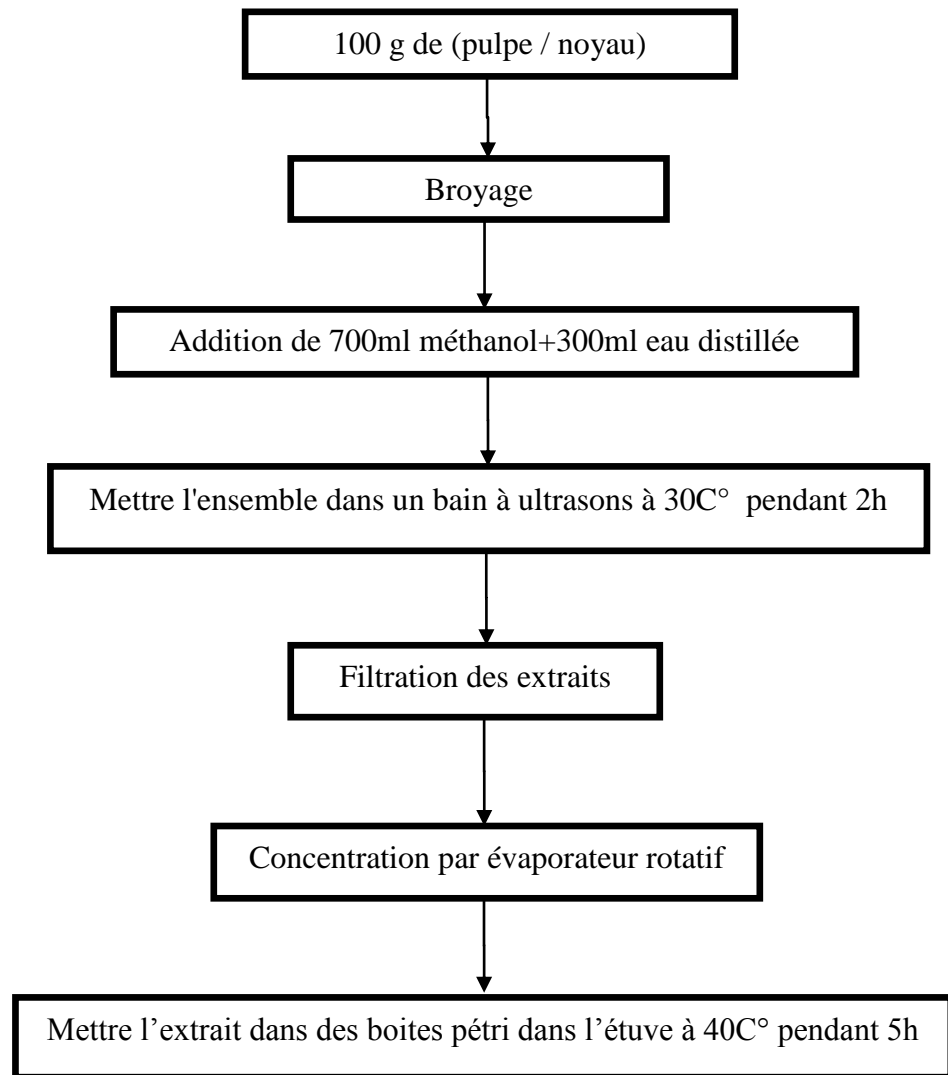 100 g de (pulpe / noyau)
Broyage
Addition de 700ml méthanol+300ml eau distillée
Mettre l'ensemble dans un bain à ultrasons à 30C°  pendant 2h
Filtration des extraits
Concentration par évaporateur rotatif
Mettre l’extrait dans des boites pétri dans l’étuve à 40C° pendant 5h